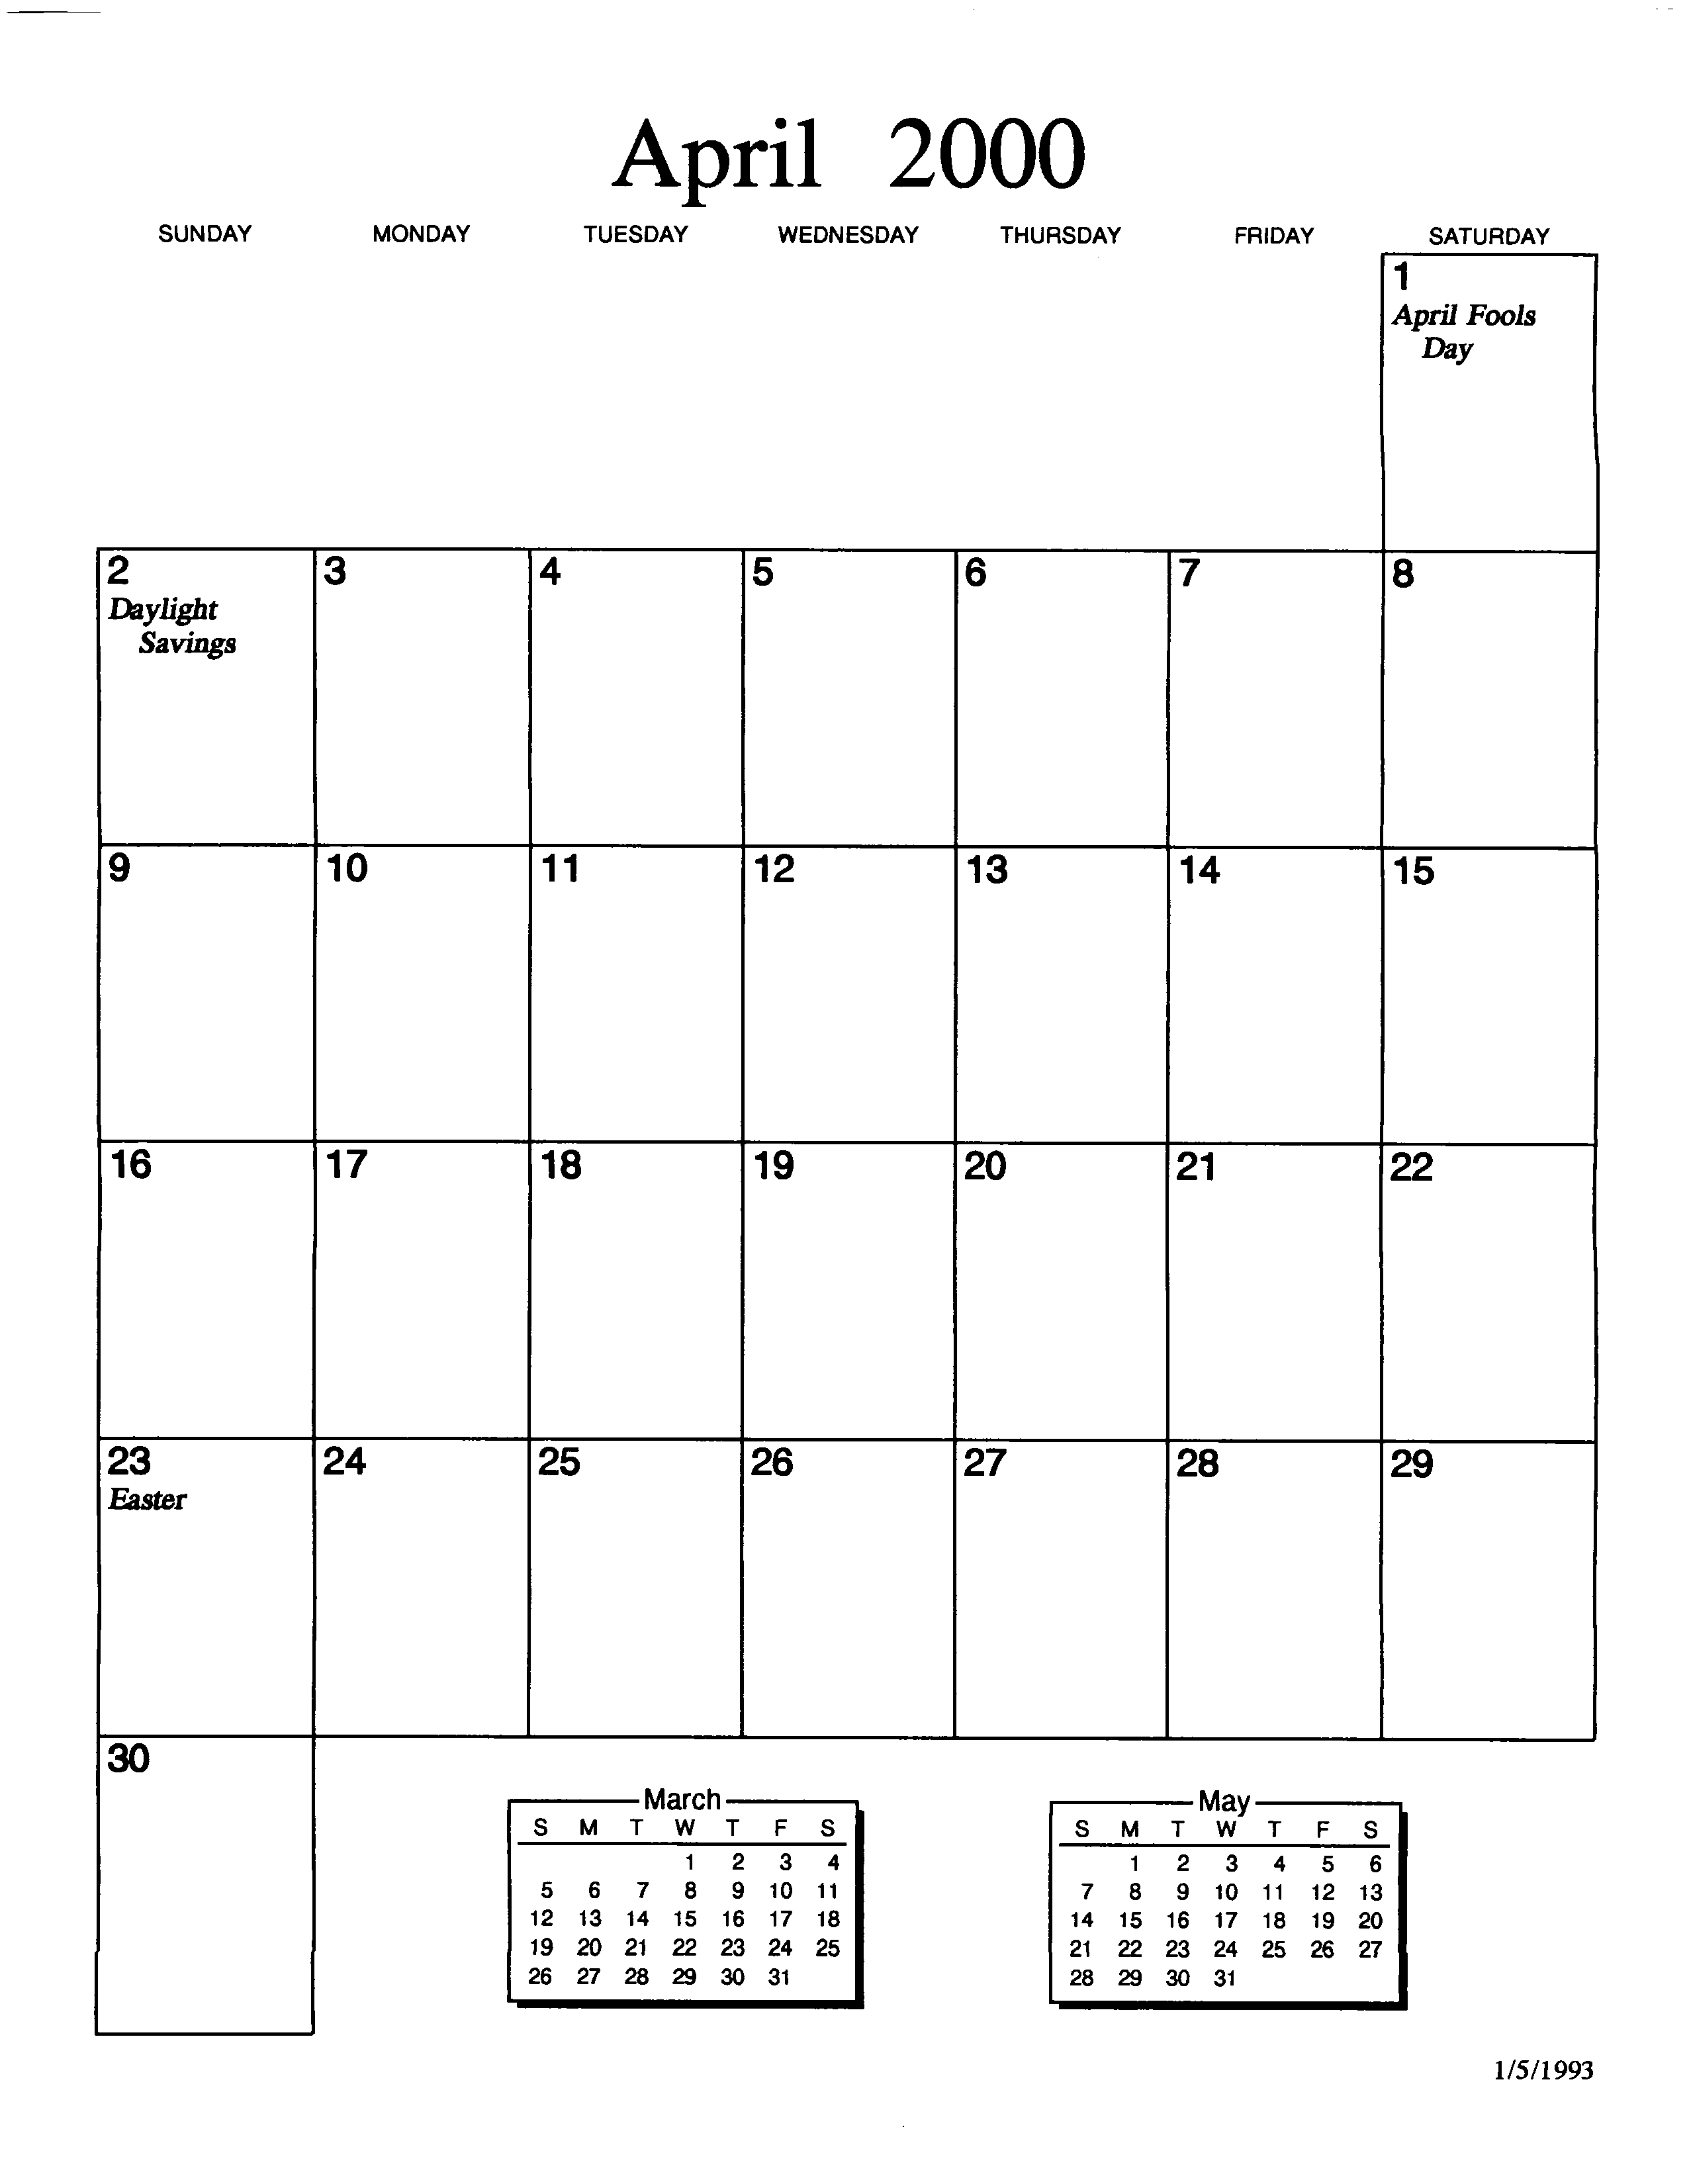 April 2000
SUNDAY MONDAY TUESDAY WEDNESDAY THURSDAY FRIDAY SATURDAY
1
April Fools
Day
2 3 4 5 6 7 8
Daylight
Savings
9 10 11 12 13 14 15
16 17 18 19 20 21 22
23 24 25 26 27 28 29
Easter
30
March
S M T W T F S
1 2 3 4
5 6 7 8 9 10 11
12 13 14 15 16 17 18
19 20 21 22 23 24 25
26 27 28 29 30 31
May
S M T W T F S
1 2 3 4 5 6
7 8 9 10 11 12 13
14 15 16 17 18 19 20
21 22 23 24 25 26 27
28 29 30 31
1/5/1993